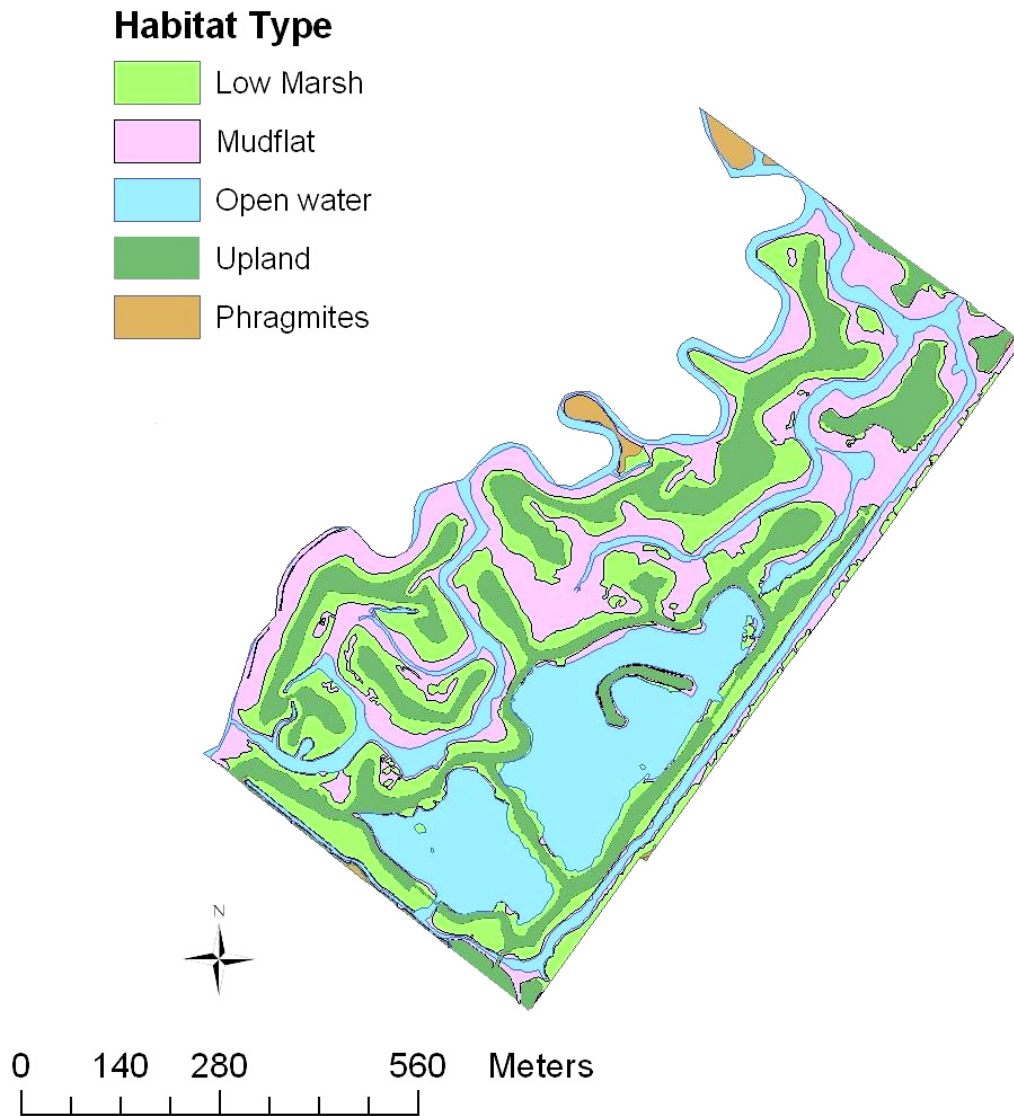 Habitat Type
Low Marsh
Mudflat
Open water
Upland
Phragmites
N
0 140 280 560 Meters